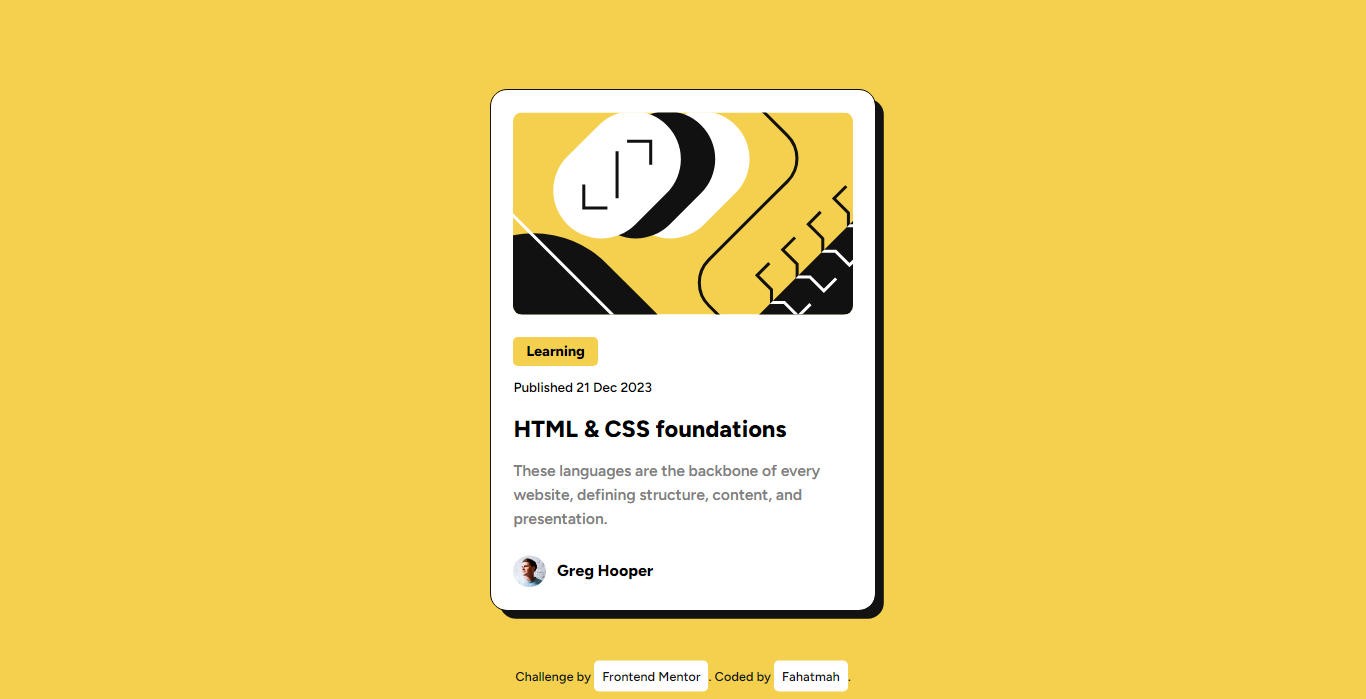 Learning
Published 21 Dec 2023
HTML & CSS foundations
These languages are the backbone of every
website, defining structure, content, and
presentation.
Greg Hooper
Challenge by Frontend Mentor. Coded by Fahatmah.